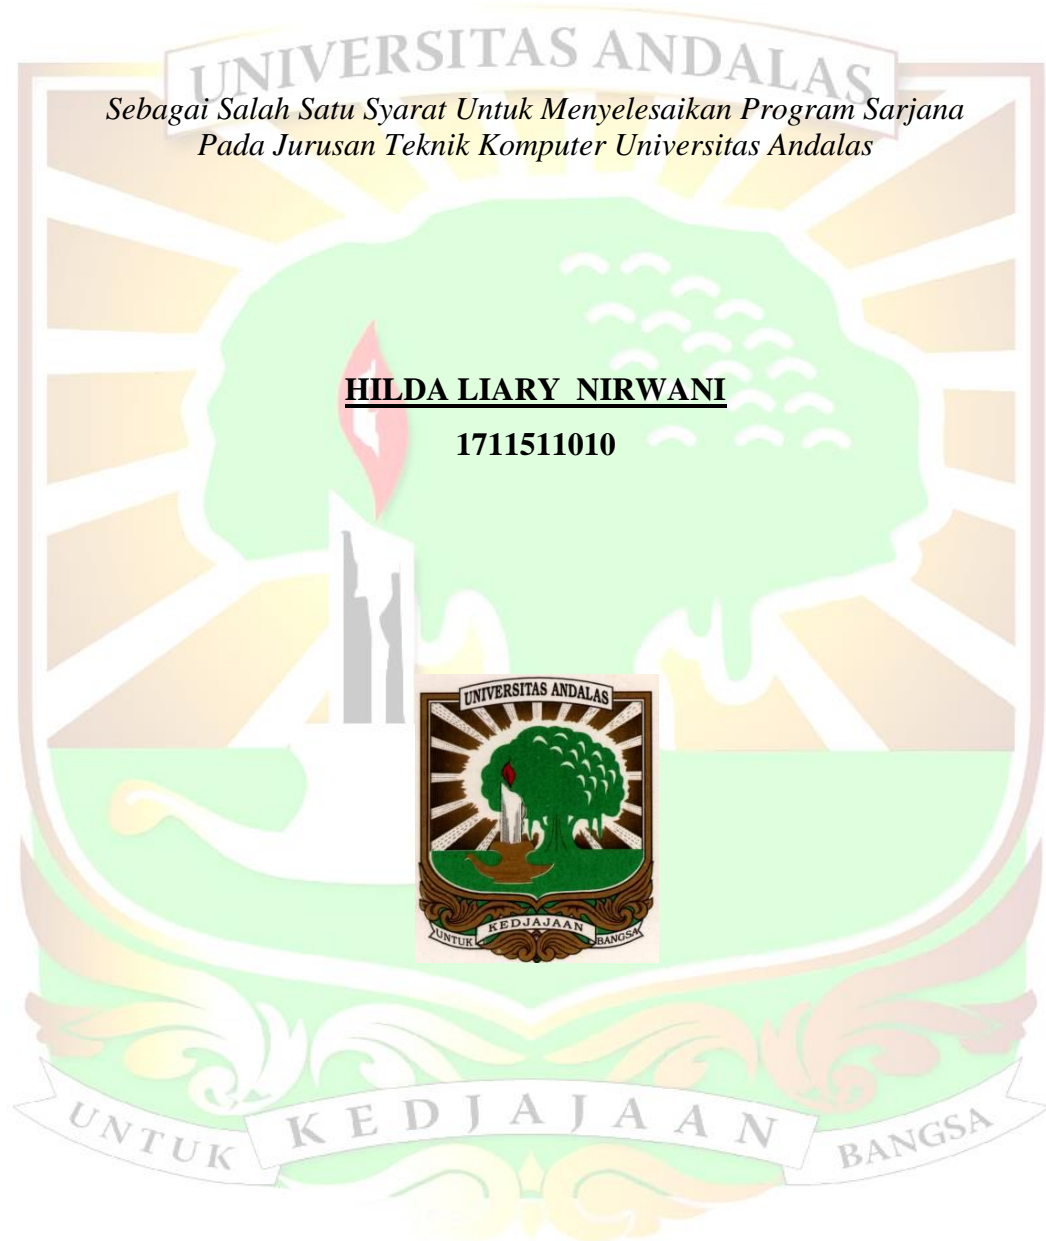 UNIVERSITAS ANDALAS
Sebagai Salah Satu Syarat Untuk Menyelesaikan Program Sarjana
Pada Jurusan Teknik Komputer Universitas Andalas
HILDA LIARY NIRWANI
1711511010
UNIVERSITAS ANDALAS
UNTUK KEDJAJAAN BANGSA
UNTUK KEDJAJAAN BANGSA